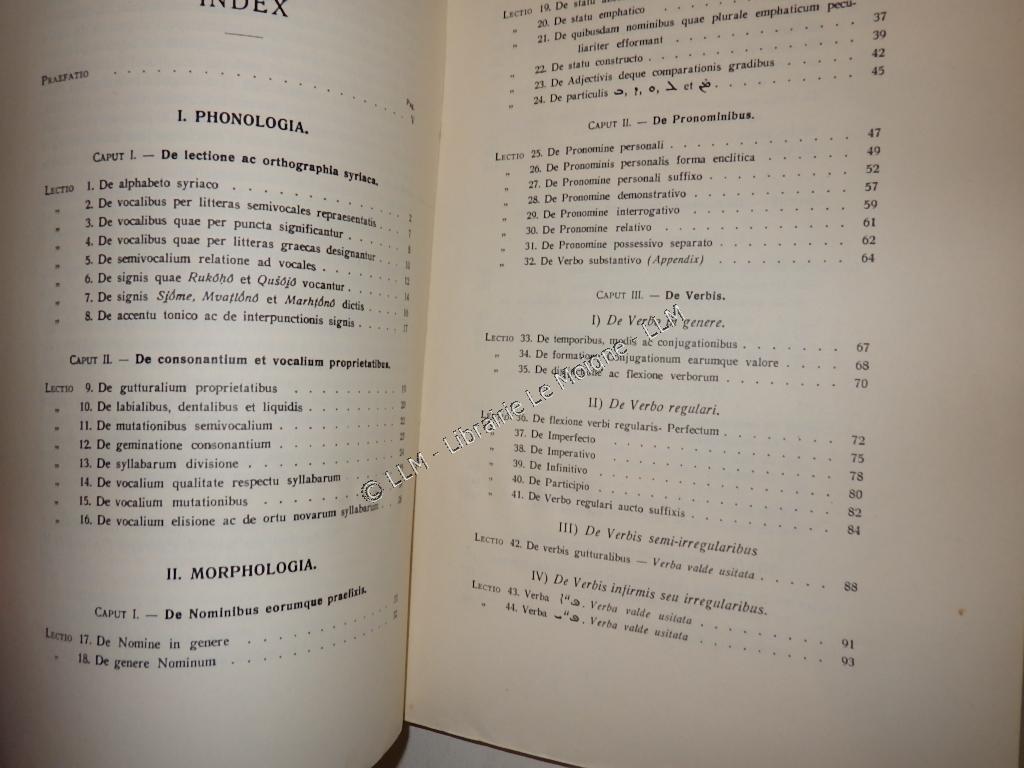 INDEX
PRAEFATIO . . . V
I. PHONOLOGIA.
CAPUT I. — De lectione ac orthographia syriaca.
LECTIO 1. De alphabeto syriaco . . . 2
" 2. De vocalibus per litteras semivocales repraesentatis . . . 7
" 3. De vocalibus quae per puncta significantur . . . 8
" 4. De vocalibus quae per litteras graecas designantur . . .
" 5. De semivocalium relatione ad vocales . . .
" 6. De signis quae Rukōḥō et Qušōjō vocantur . . . 14
" 7. De signis Sjōme, Mvaṭlōnō et Marhṭōnō dictis . . . 16
" 8. De accentu tonico ac de interpunctionis signis . . . 17
CAPUT II. — De consonantium et vocalium proprietatibus.
LECTIO 9. De gutturalium proprietatibus . . .
" 10. De labialibus, dentalibus et liquidis . . . 20
" 11. De mutationibus semivocalium . . . 22
" 12. De geminatione consonantium . . . 23
" 13. De syllabarum divisione . . . 24
" 14. De vocalium qualitate respectu syllabarum
" 15. De vocalium mutationibus . . .
" 16. De vocalium elisione ac de ortu novarum syllabarum . . .
II. MORPHOLOGIA.
CAPUT I. — De Nominibus eorumque praefixis.
LECTIO 17. De Nomine in genere . . .
" 18. De genere Nominum . . .
LECTIO 19. De statu
" 20. De statu emphatico . . .
" 21. De quibusdam nominibus quae plurale emphaticum pecu-
liariter efformant . . . 37
" 22. De statu constructo . . . 39
" 23. De Adjectivis deque comparationis gradibus . . . 42
" 24. De particulis et . . . 45
CAPUT II. — De Pronominibus.
LECTIO 25. De Pronomine personali . . . 47
" 26. De Pronominis personalis forma enclitica . . . 49
" 27. De Pronomine personali suffixo . . . 52
" 28. De Pronomine demonstrativo . . . 57
" 29. De Pronomine interrogativo . . . 59
" 30. De Pronomine relativo . . . 61
" 31. De Pronomine possessivo separato . . . 62
" 32. De Verbo substantivo (Appendix) . . . 64
CAPUT III. — De Verbis.
I) De Verbo in genere.
LECTIO 33. De temporibus, modis ac conjugationibus . . . 67
" 34. De formatione conjugationum earumque valore . . . 68
" 35. De distinctione ac flexione verborum . . . 70
II) De Verbo regulari.
LECTIO 36. De flexione verbi regularis- Perfectum . . . 72
" 37. De Imperfecto . . . 75
" 38. De Imperativo . . . 78
" 39. De Infinitivo . . . 80
" 40. De Participio . . . 82
" 41. De Verbo regulari aucto suffixis . . . 84
III) De Verbis semi-irregularibus
LECTIO 42. De verbis gutturalibus — Verba valde usitata . . . 88
IV) De Verbis infirmis seu irregularibus.
LECTIO 43. Verba . Verba valde usitata . . . 91
" 44. Verba . Verba valde usitata . . . 93
© LLM - Librairie Le Moione - LLM